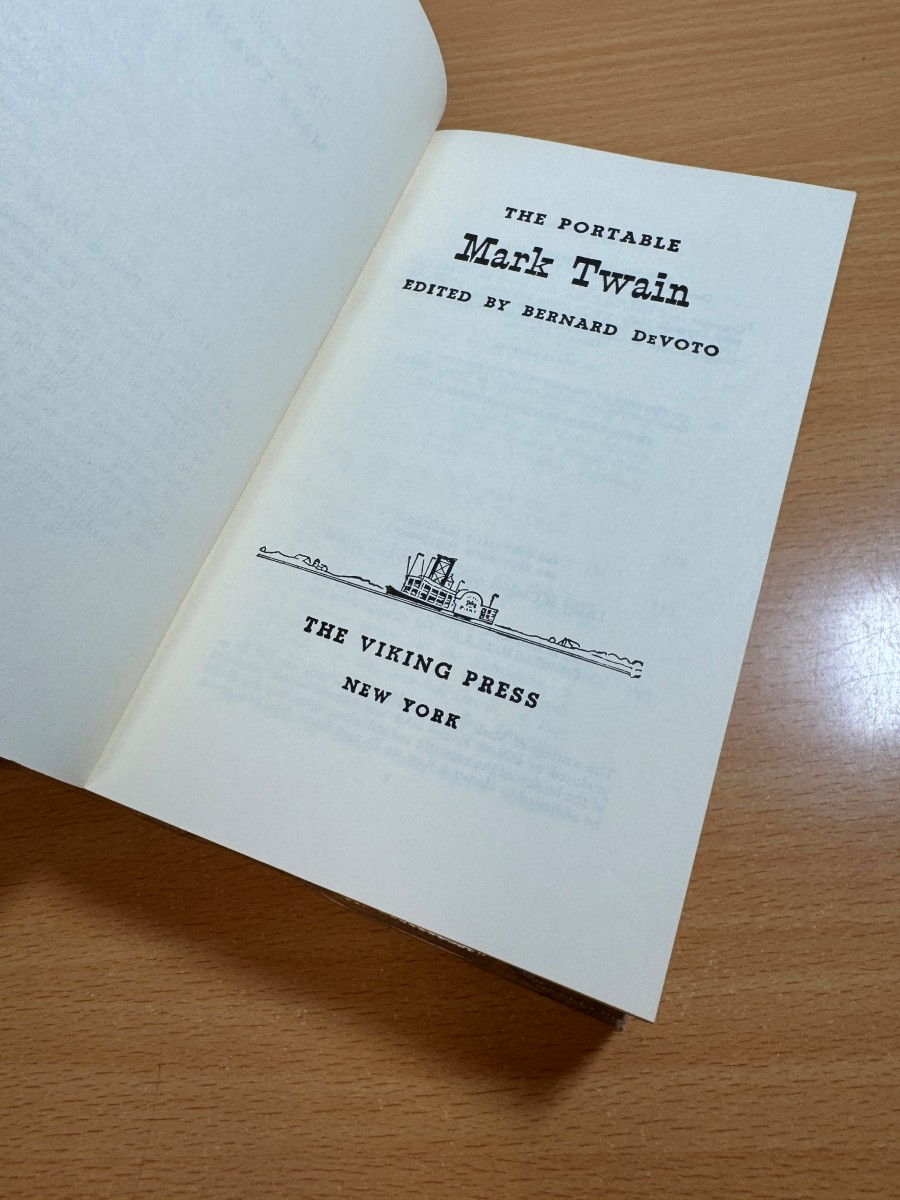 THE PORTABLE
Mark Twain
EDITED BY BERNARD DeVOTO
THE VIKING PRESS
NEW YORK